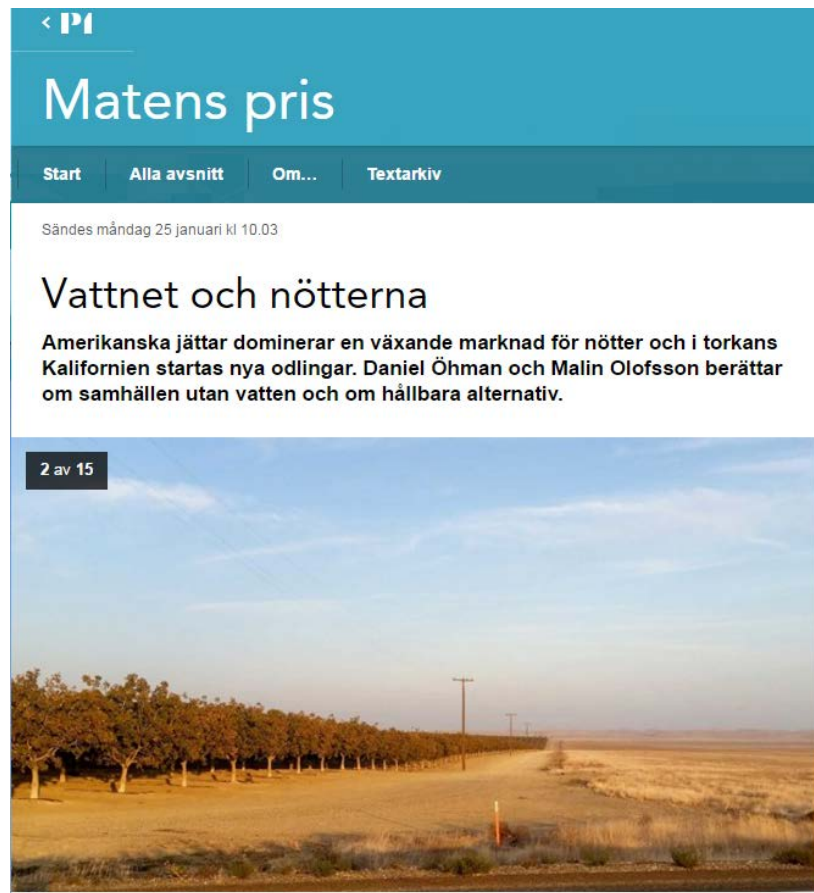 < P1
Matens pris
Start Alla avsnitt Om... Textarkiv
Sändes måndag 25 januari kl 10.03
Vattnet och nötterna
Amerikanska jättar dominerar en växande marknad för nötter och i torkans
Kalifornien startas nya odlingar. Daniel Öhman och Malin Olofsson berättar
om samhällen utan vatten och om hållbara alternativ.
2 av 15